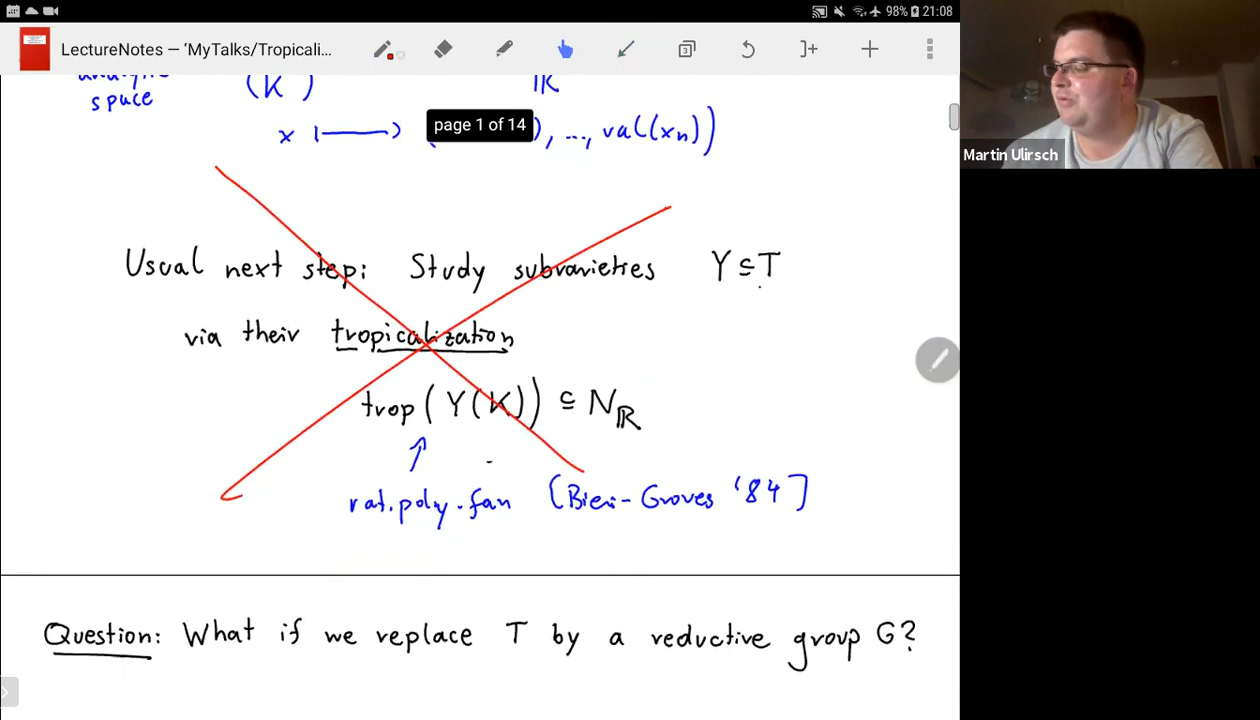 98% 21:08
LectureNotes — ‘MyTalks/Tropicali...
3
space
(K )
ℝ
x ⟼
page 1 of 14
), ..., val(xn))
Martin Ulirsch
Usual next step: Study subvarieties Y ⊆ T
via their tropicalization
trop(Y(K)) ⊆ Nℝ
↑
rat. poly. fan [Bieri-Groves '84]
Question: What if we replace T by a reductive group G?